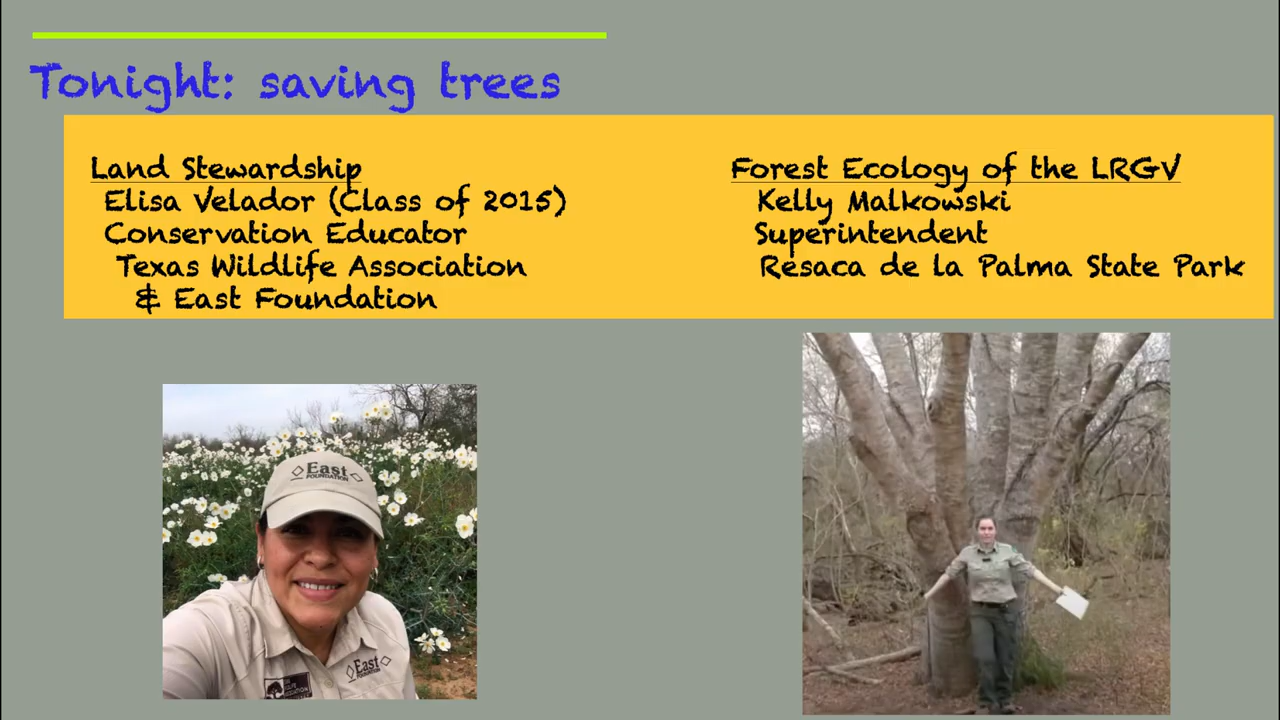 Tonight: saving trees
Land Stewardship
Elisa Velador (Class of 2015)
Conservation Educator
Texas Wildlife Association
& East Foundation
Forest Ecology of the LRGV
Kelly Malkowski
Superintendent
Resaca de la Palma State Park
East
FOUNDATION
East